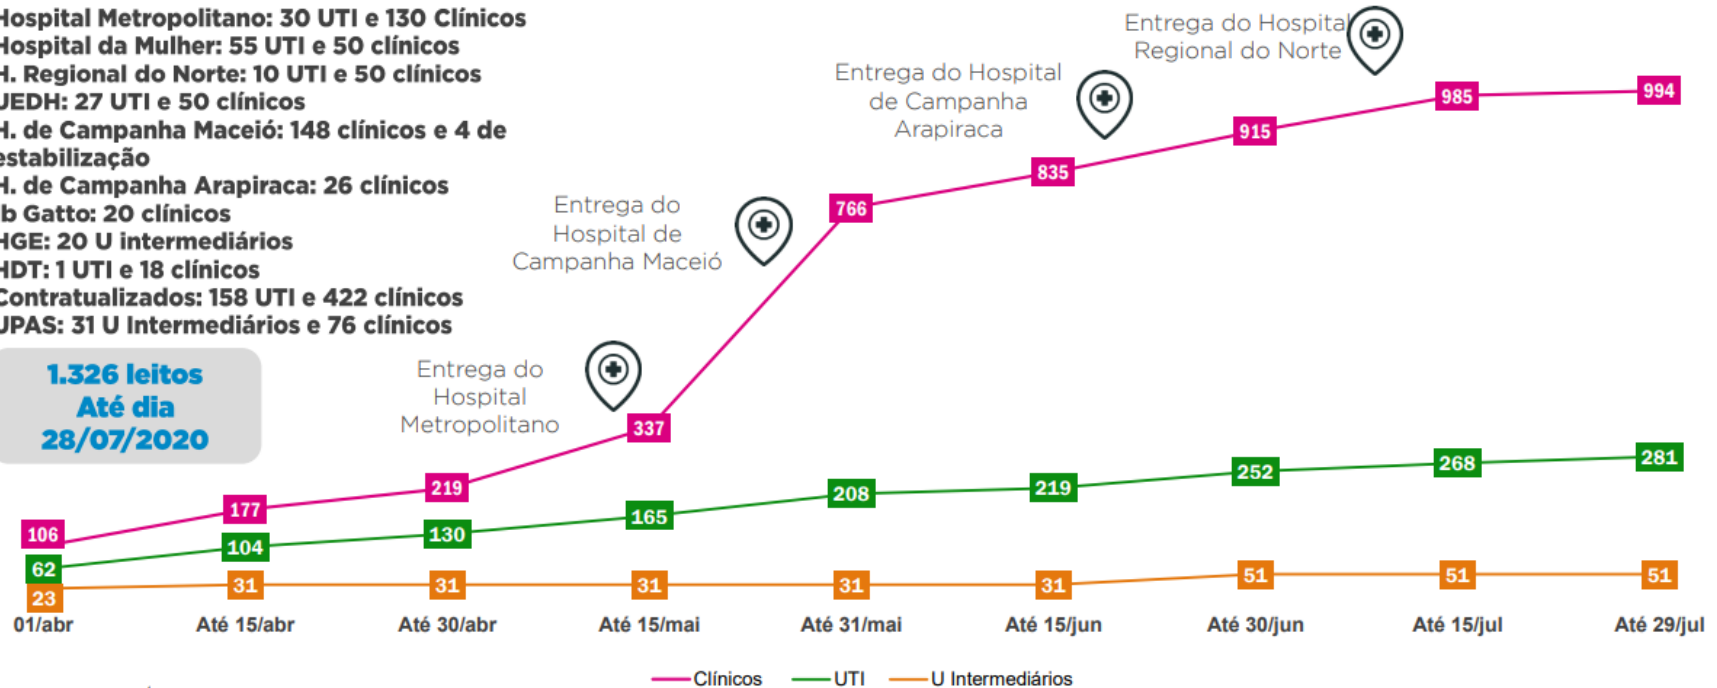 Hospital Metropolitano: 30 UTI e 130 Clínicos
Hospital da Mulher: 55 UTI e 50 clínicos
H. Regional do Norte: 10 UTI e 50 clínicos
UEDH: 27 UTI e 50 clínicos
H. de Campanha Maceió: 148 clínicos e 4 de
estabilização
H. de Campanha Arapiraca: 26 clínicos
Ib Gatto: 20 clínicos
HGE: 20 U intermediários
HDT: 1 UTI e 18 clínicos
Contratualizados: 158 UTI e 422 clínicos
UPAS: 31 U Intermediários e 76 clínicos
1.326 leitos
Até dia
28/07/2020
Entrega do
Hospital
Metropolitano
Entrega do
Hospital de
Campanha Maceió
Entrega do Hospital
de Campanha
Arapiraca
Entrega do Hospital
Regional do Norte
106 177 219 337 766 835 915 985 994
62 104 130 165 208 219 252 268 281
23 31 31 31 31 31 51 51 51
01/abr Até 15/abr Até 30/abr Até 15/mai Até 31/mai Até 15/jun Até 30/jun Até 15/jul Até 29/jul
Clínicos UTI U Intermediários